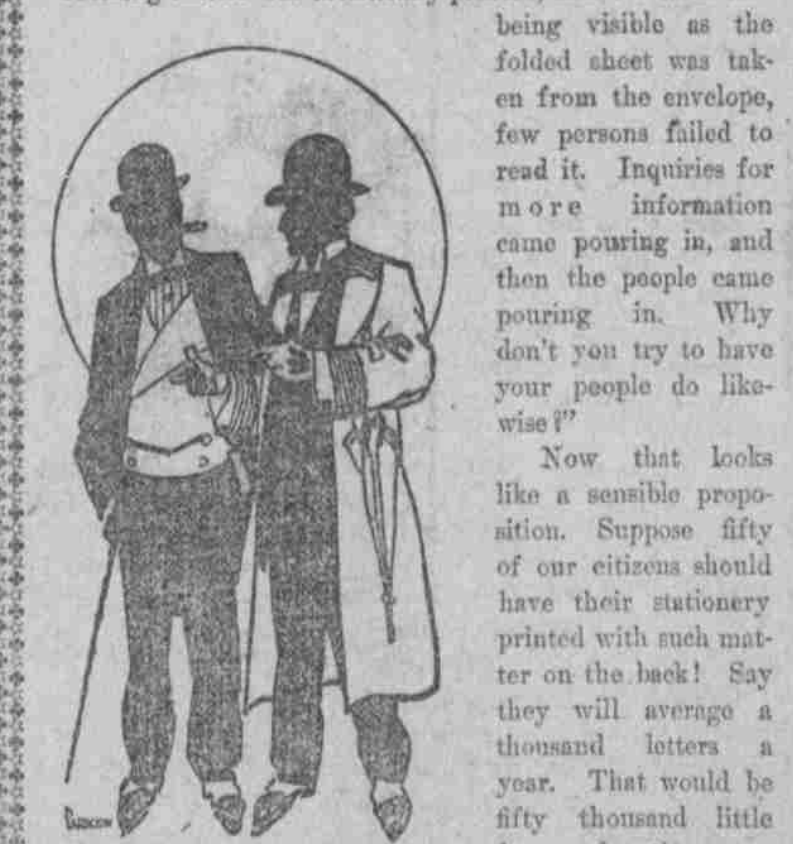 being visible as the
folded sheet was tak-
en from the envelope,
few persons failed to
read it. Inquiries for
more information
came pouring in, and
then the people came
pouring in. Why
don't you try to have
your people do like-
wise?"
Now that looks
like a sensible propo-
sition. Suppose fifty
of our citizens should
have their stationery
printed with such mat-
ter on the back! Say
they will average a
thousand letters a
year. That would be
fifty thousand little